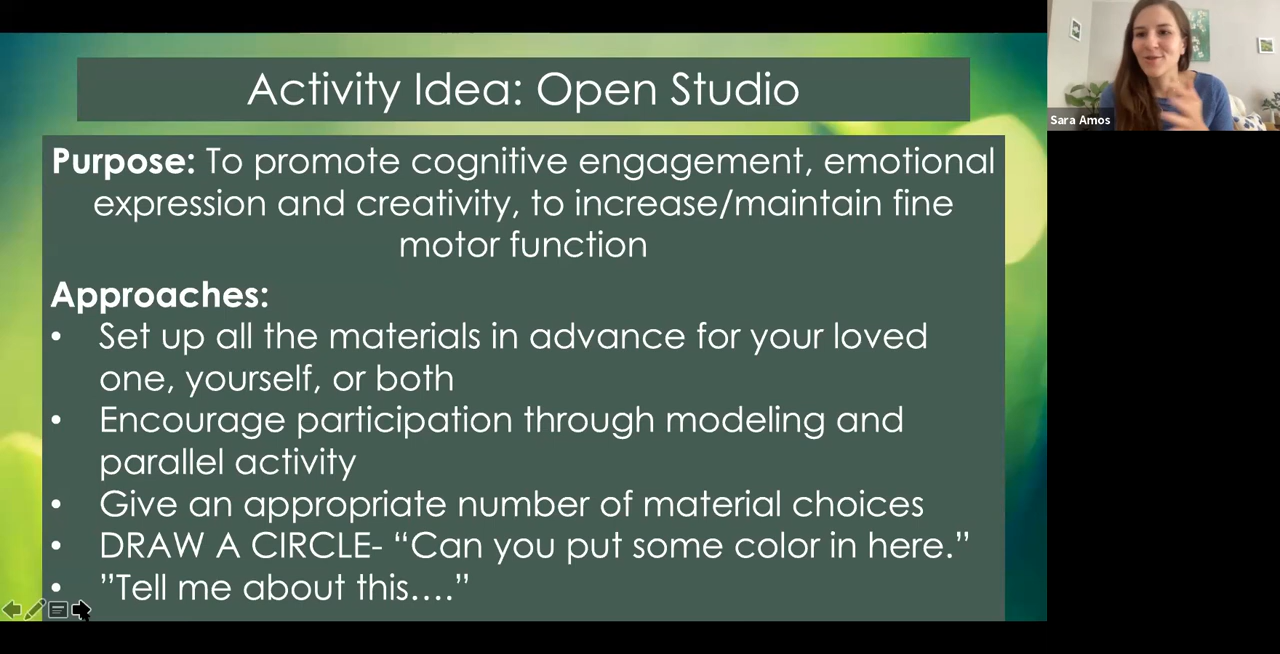 Activity Idea: Open Studio
Sara Amos
Purpose: To promote cognitive engagement, emotional
expression and creativity, to increase/maintain fine
motor function
Approaches:
• Set up all the materials in advance for your loved
one, yourself, or both
• Encourage participation through modeling and
parallel activity
• Give an appropriate number of material choices
• DRAW A CIRCLE- “Can you put some color in here.”
• ”Tell me about this….”